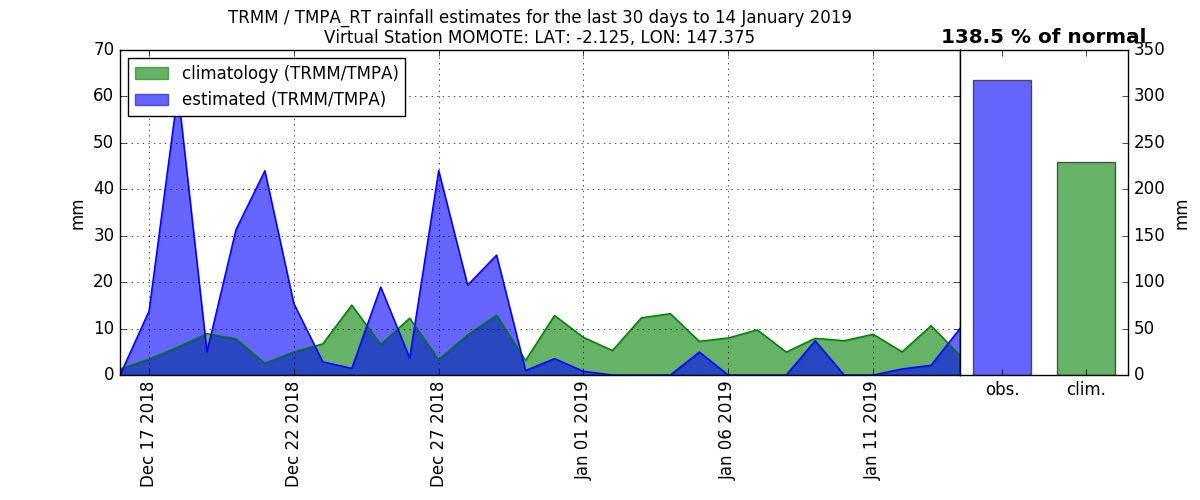 TRMM / TMPA_RT rainfall estimates for the last 30 days to 14 January 2019
Virtual Station MOMOTE: LAT: -2.125, LON: 147.375
138.5 % of normal
climatology (TRMM/TMPA)
estimated (TRMM/TMPA)
70
60
50
40
30
20
10
0
mm
350
300
250
200
150
100
50
0
mm
Dec 17 2018
Dec 22 2018
Dec 27 2018
Jan 01 2019
Jan 06 2019
Jan 11 2019
obs.
clim.